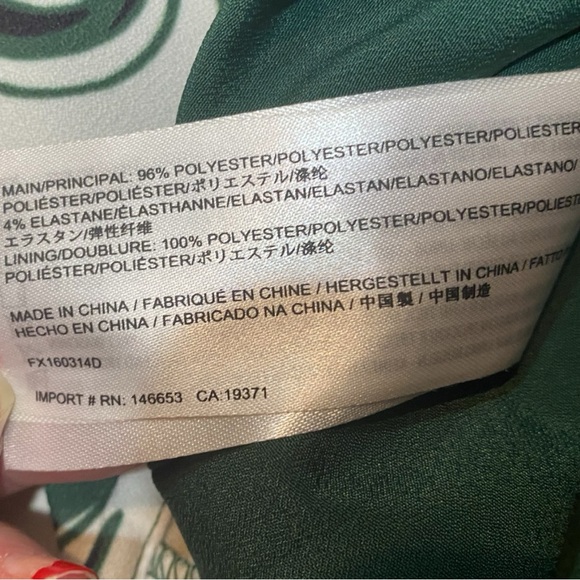 MAIN/PRINCIPAL: 96% POLYESTER/POLYESTER/POLYESTER/POLIESTER
POLIÉSTER/POLIÉSTER/ポリエステル/涤纶
4% ELASTANE/ÉLASTHANNE/ELASTAN/ELASTAN/ELASTANO/ELASTANO/
エラスタン/弹性纤维
LINING/DOUBLURE: 100% POLYESTER/POLYESTER/POLYESTER/POLIEST
POLIÉSTER/POLIÉSTER/ポリエステル/涤纶
MADE IN CHINA / FABRIQUÉ EN CHINE / HERGESTELLT IN CHINA / FATTO
HECHO EN CHINA / FABRICADO NA CHINA / 中国製 / 中国制造
FX160314D
IMPORT # RN: 146653 CA:19371